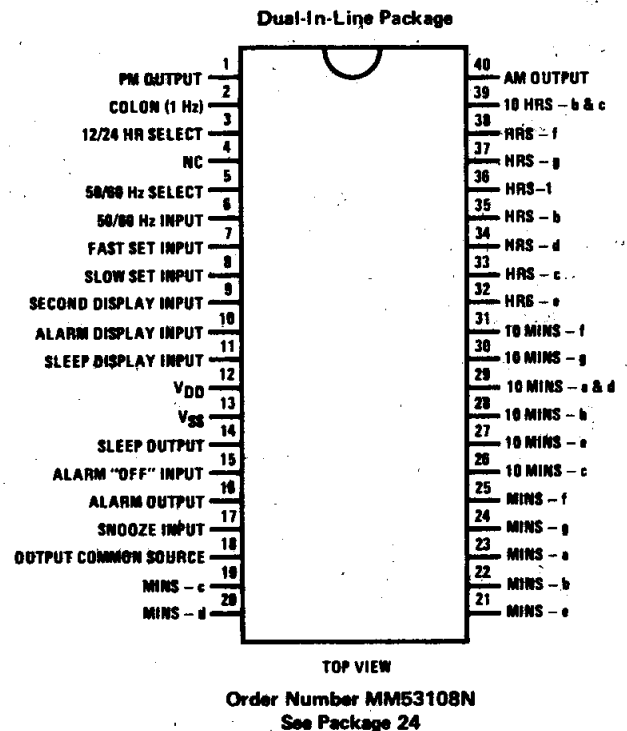 Dual-In-Line Package
1 PM OUTPUT
2 COLON (1 Hz)
3 12/24 HR SELECT
4 NC
5 50/60 Hz SELECT
6 50/60 Hz INPUT
7 FAST SET INPUT
8 SLOW SET INPUT
9 SECOND DISPLAY INPUT
10 ALARM DISPLAY INPUT
11 SLEEP DISPLAY INPUT
12 VDD
13 VSS
14 SLEEP OUTPUT
15 ALARM "OFF" INPUT
16 ALARM OUTPUT
17 SNOOZE INPUT
18 OUTPUT COMMON SOURCE
19 MINS – c
20 MINS – d
40 AM OUTPUT
39 10 HRS – b & c
38 HRS – f
37 HRS – g
36 HRS–1
35 HRS – b
34 HRS – d
33 HRS – c
32 HRS – e
31 10 MINS – f
30 10 MINS – g
29 10 MINS – a & d
28 10 MINS – b
27 10 MINS – e
26 10 MINS – c
25 MINS – f
24 MINS – g
23 MINS – a
22 MINS – b
21 MINS – e
TOP VIEW
Order Number MM53108N
See Package 24